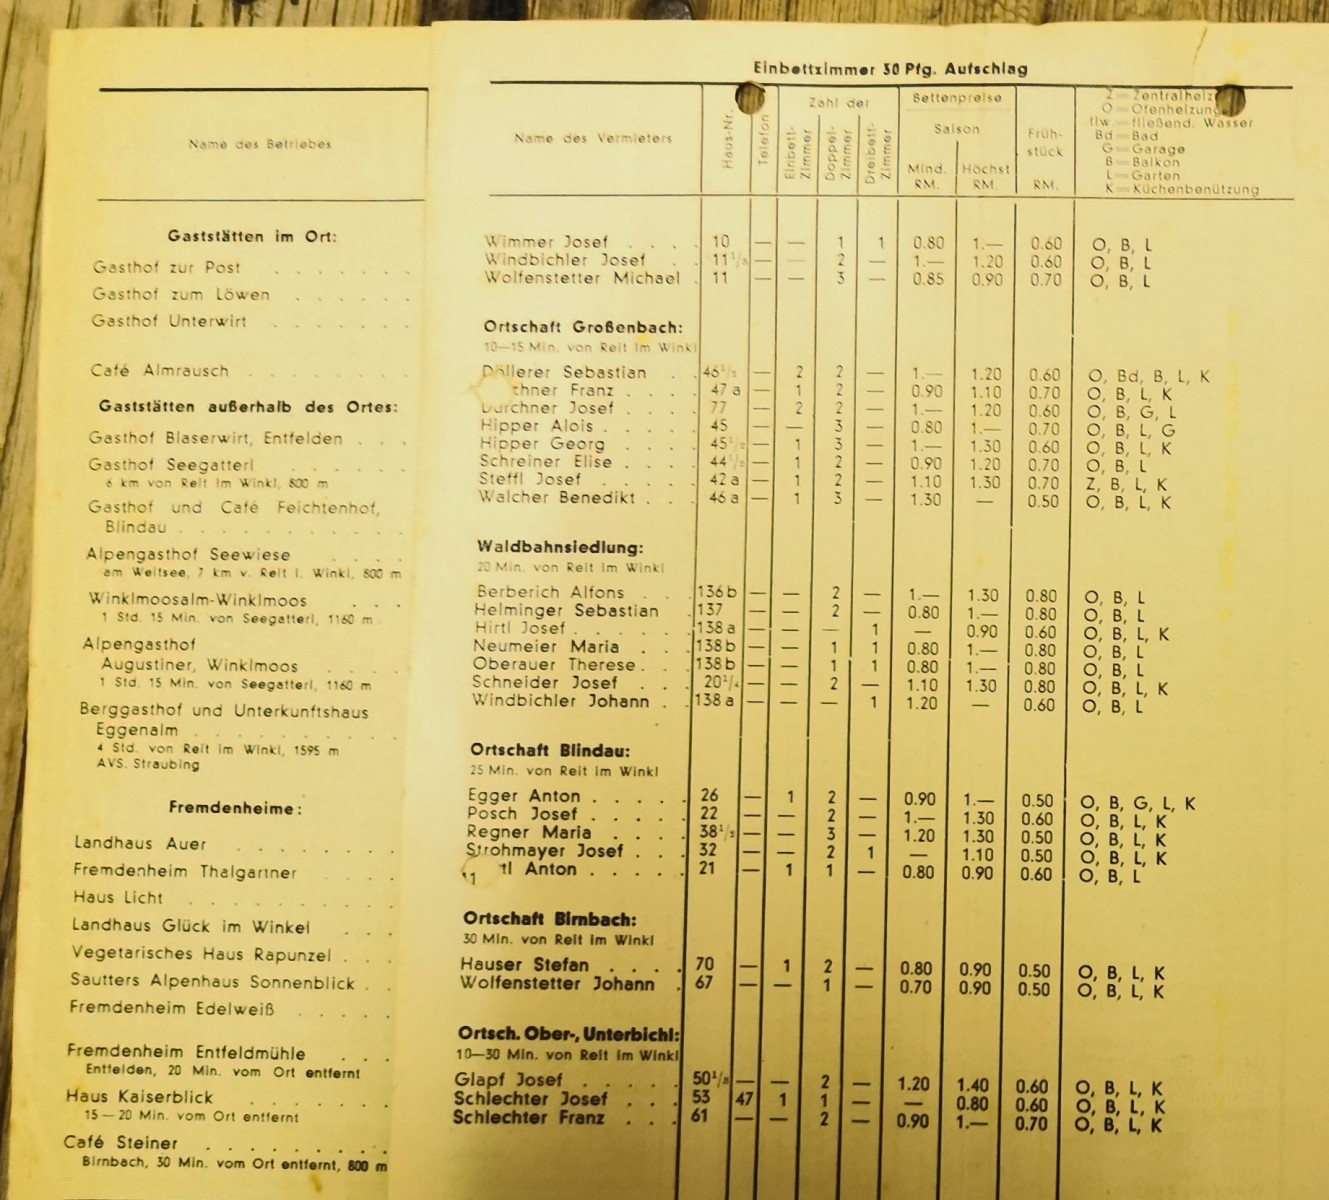 Name des Betriebes
Gaststätten im Ort:
Gasthof zur Post . . . . . . .
Gasthof zum Löwen . . . . . .
Gasthof Unterwirt . . . . . . .
Café Almrausch . . . . . . . .
Gaststätten außerhalb des Ortes:
Gasthof Blaserwirt, Entfelden . . .
Gasthof Seegatterl . . . . . .
6 km von Reit im Winkl, 800 m
Gasthof und Café Feichtenhof,
Blindau . . . . . . . . . .
Alpengasthof Seewiese . . . .
am Weitsee, 7 km v. Reit i. Winkl, 800 m
Winklmoosalm-Winklmoos . . .
1 Std. 15 Min. von Seegatterl, 1160 m
Alpengasthof
Augustiner, Winklmoos . . . .
1 Std. 15 Min. von Seegatterl, 1160 m
Berggasthof und Unterkunftshaus
Eggenalm . . . . . . . . .
4 Std. von Reit im Winkl, 1595 m
AVS. Straubing
Fremdenheime:
Landhaus Auer . . . . . . .
Fremdenheim Thalgartner . . .
Haus Licht . . . . . . . . .
Landhaus Glück im Winkel . . .
Vegetarisches Haus Rapunzel . . .
Sautters Alpenhaus Sonnenblick . .
Fremdenheim Edelweiß . . . . .
Fremdenheim Entfeldmühle . . .
Entfelden, 20 Min. vom Ort entfernt
Haus Kaiserblick . . . . . . .
15—20 Min. vom Ort entfernt
Café Steiner . . . . . . . . .
Birnbach, 30 Min. vom Ort entfernt, 800 m
Einbettzimmer 30 Pfg. Aufschlag
Name des Vermieters
Haus-Nr.
Telefon
Zahl der
Einbett-Zimmer
Doppel-Zimmer
Dreibett-Zimmer
Bettenpreise
Saison
Mind. RM.
Höchst RM.
Früh-
stück
RM.
Z = Zentralheiz
O = Ofenheizung
flw. = fließend. Wasser
Bd = Bad
G = Garage
B = Balkon
L = Garten
K = Küchenbenützung
Wimmer Josef . . . . 10 — — 1 1 0.80 1.— 0.60 O, B, L
Windbichler Josef . . 11 1/2 — — 2 — 1.— 1.20 0.60 O, B, L
Wolfenstetter Michael . 11 — — 3 — 0.85 0.90 0.70 O, B, L
Ortschaft Großenbach:
10—15 Min. von Reit im Winkl
Döllerer Sebastian . . 46 1/2 — 2 2 — 1.— 1.20 0.60 O, Bd, B, L, K
chner Franz . . . . 47 a — 1 2 — 0.90 1.10 0.70 O, B, L, K
Durchner Josef . . . . 77 — 2 2 — 1.— 1.20 0.60 O, B, G, L
Hipper Alois . . . . . 45 — — 3 — 0.80 1.— 0.70 O, B, L, G
Hipper Georg . . . . 45 1/2 — 1 3 — 1.— 1.30 0.60 O, B, L, K
Schreiner Elise . . . . 44 1/2 — 1 2 — 0.90 1.20 0.70 O, B, L
Steffl Josef . . . . . 42 a — 1 2 — 1.10 1.30 0.70 Z, B, L, K
Walcher Benedikt . . . 46 a — 1 3 — 1.30 — 0.50 O, B, L, K
Waldbahnsiedlung:
20 Min. von Reit im Winkl
Berberich Alfons . . . 136 b — — 2 — 1.— 1.30 0.80 O, B, L
Helminger Sebastian . 137 — — 2 — 0.80 1.— 0.80 O, B, L
Hirtl Josef . . . . . . 138 a — — — 1 — 0.90 0.60 O, B, L, K
Neumeier Maria . . . 138 b — — 1 1 0.80 1.— 0.80 O, B, L
Oberauer Therese . . . 138 b — — 1 1 0.80 1.— 0.80 O, B, L
Schneider Josef . . . 20 1/4 — — 2 — 1.10 1.30 0.80 O, B, L, K
Windbichler Johann . . 138 a — — — 1 1.20 — 0.60 O, B, L
Ortschaft Blindau:
25 Min. von Reit im Winkl
Egger Anton . . . . . 26 — 1 2 — 0.90 1.— 0.50 O, B, G, L, K
Posch Josef . . . . . 22 — — 2 — 1.— 1.30 0.60 O, B, L, K
Regner Maria . . . . 38 1/2 — — 3 — 1.20 1.30 0.50 O, B, L, K
Strohmayer Josef . . . 32 — — 2 1 — 1.10 0.50 O, B, L, K
tl Anton . . . . . 21 — 1 1 — 0.80 0.90 0.60 O, B, L
Ortschaft Birnbach:
30 Min. von Reit im Winkl
Hauser Stefan . . . . 70 — 1 2 — 0.80 0.90 0.50 O, B, L, K
Wolfenstetter Johann . 67 — — 1 — 0.70 0.90 0.50 O, B, L, K
Ortsch. Ober-, Unterbichl:
10—30 Min. von Reit im Winkl
Glapf Josef . . . . . 50 1/2 — — 2 — 1.20 1.40 0.60 O, B, L, K
Schlechter Josef . . . 53 47 1 1 — — 0.80 0.60 O, B, L, K
Schlechter Franz . . . 61 — — 2 — 0.90 1.— 0.70 O, B, L, K